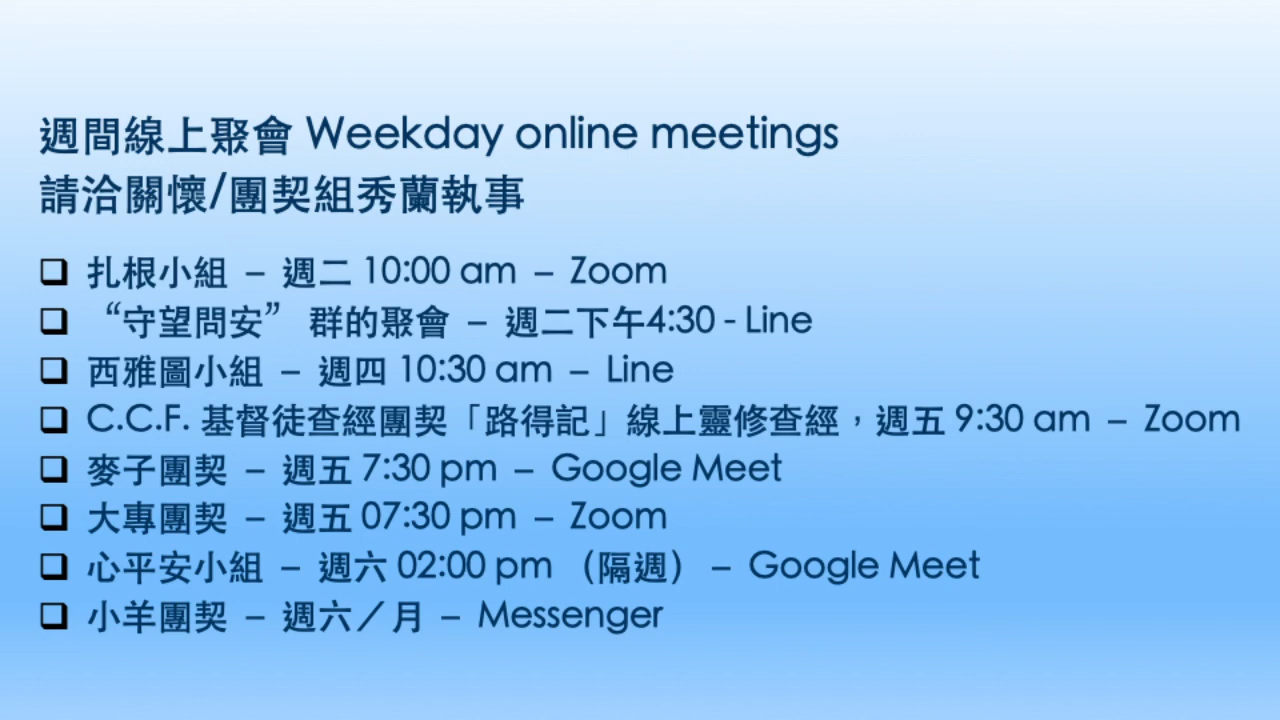 週間線上聚會 Weekday online meetings
請洽關懷/團契組秀蘭執事
❑ 扎根小組 – 週二 10:00 am – Zoom
❑ “守望問安” 群的聚會 – 週二下午4:30 - Line
❑ 西雅圖小組 – 週四 10:30 am – Line
❑ C.C.F. 基督徒查經團契「路得記」線上靈修查經，週五 9:30 am – Zoom
❑ 麥子團契 – 週五 7:30 pm – Google Meet
❑ 大專團契 – 週五 07:30 pm – Zoom
❑ 心平安小組 – 週六 02:00 pm （隔週） – Google Meet
❑ 小羊團契 – 週六／月 – Messenger